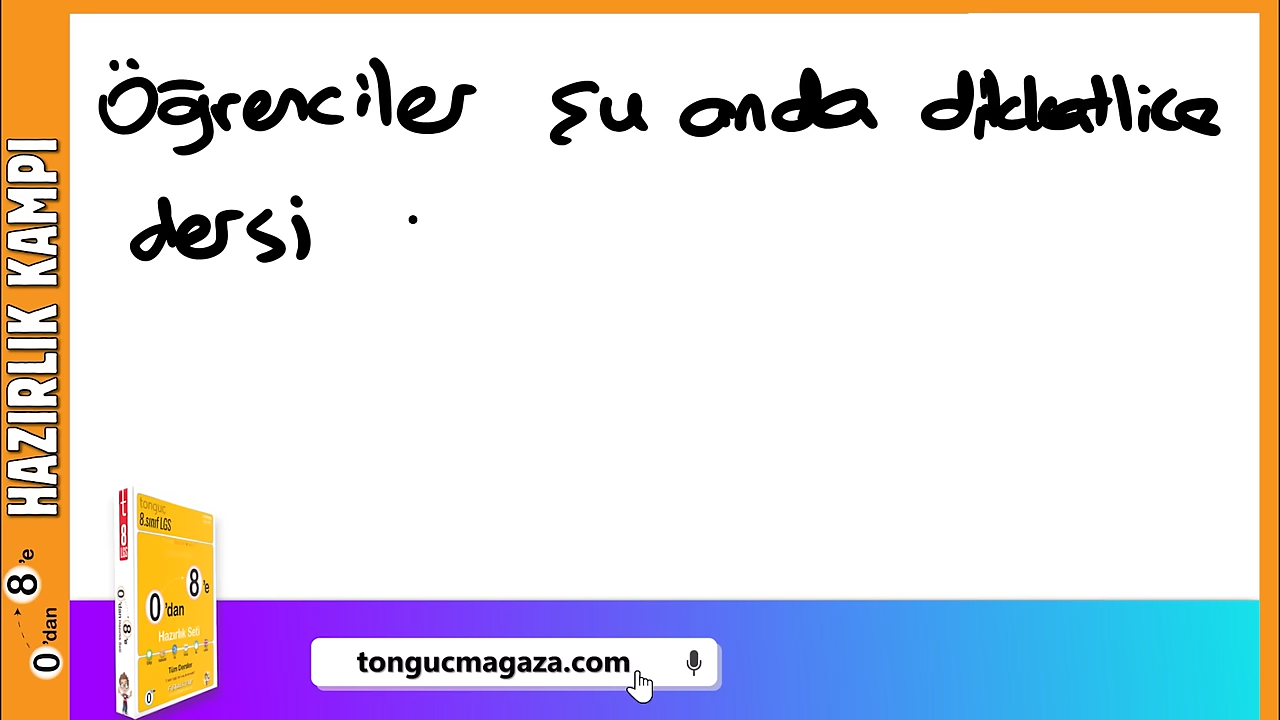 Öğrenciler şu anda dikkatlice
dersi .
HAZIRLIK KAMPI
0'dan 8'e
tonguç
8.sınıf LGS
0'dan 8'e
Hazırlık Seti
Tüm Dersler
tongucmagaza.com